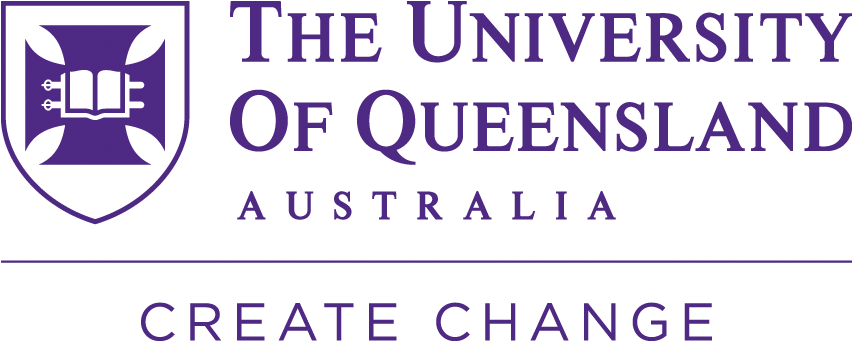 THE UNIVERSITY
OF QUEENSLAND
AUSTRALIA
CREATE CHANGE